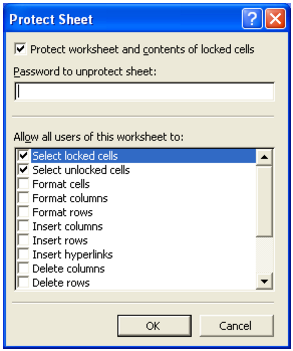 Protect Sheet
Protect worksheet and contents of locked cells
Password to unprotect sheet:
Allow all users of this worksheet to:
Select locked cells
Select unlocked cells
Format cells
Format columns
Format rows
Insert columns
Insert rows
Insert hyperlinks
Delete columns
Delete rows
OK Cancel